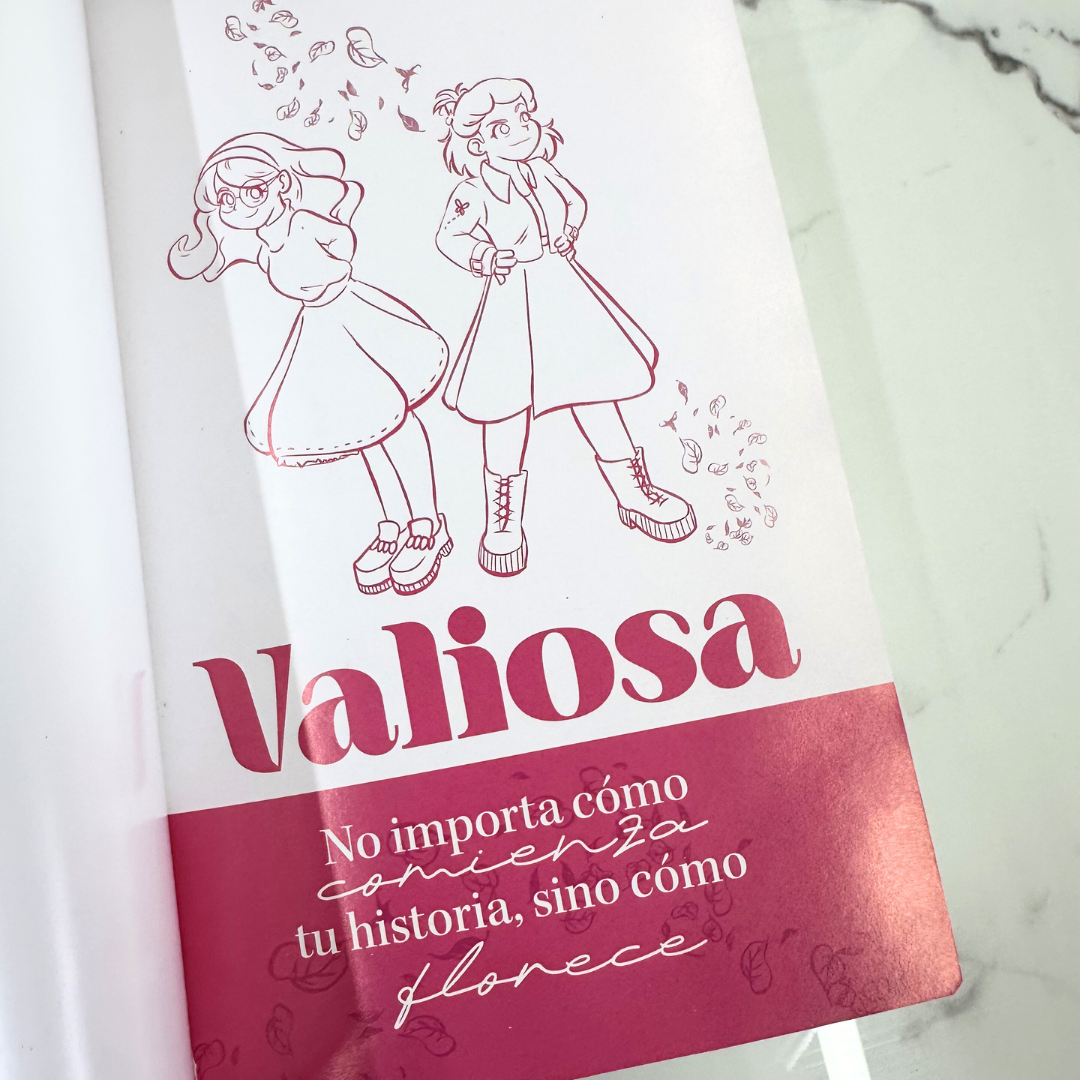 Valiosa
No importa cómo
comienza
tu historia, sino cómo
florece